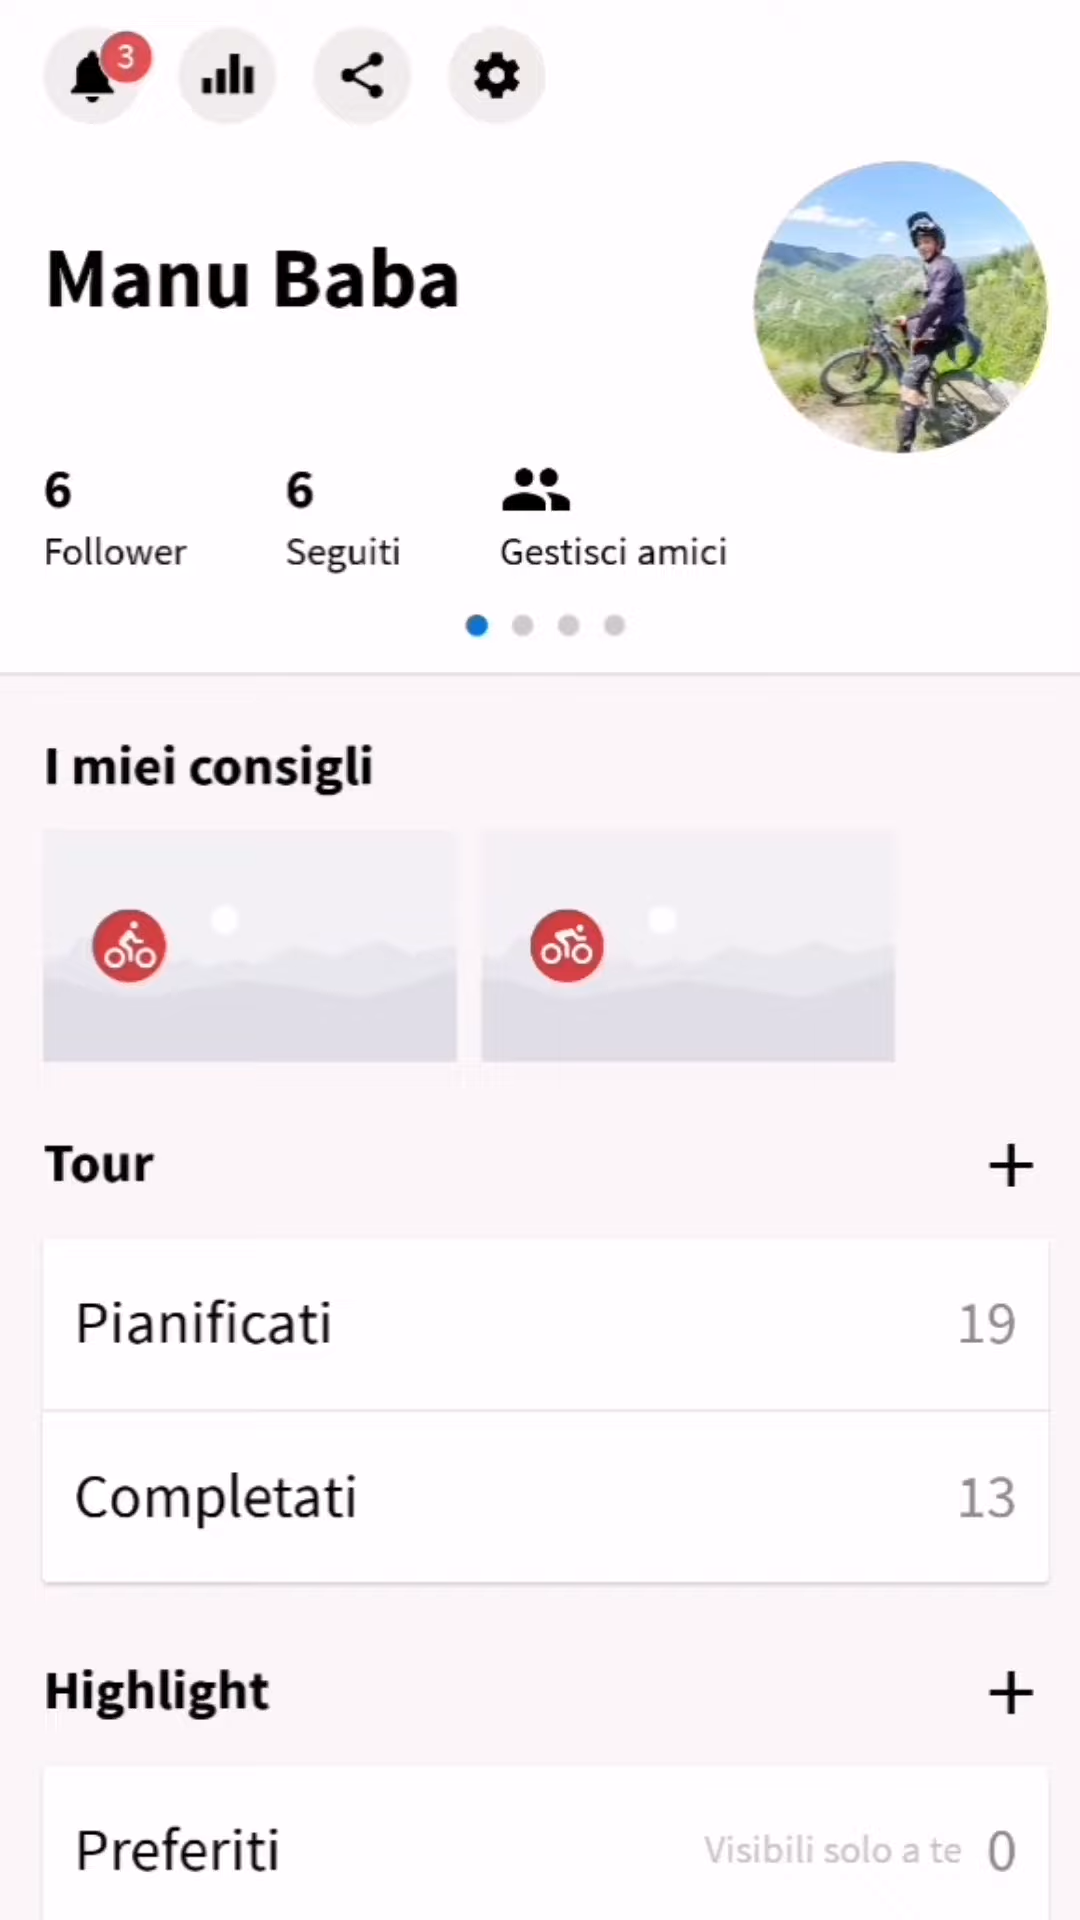 3
Manu Baba
6
Follower
6
Seguiti
Gestisci amici
I miei consigli
Tour
Pianificati 19
Completati 13
Highlight
Preferiti Visibili solo a te 0